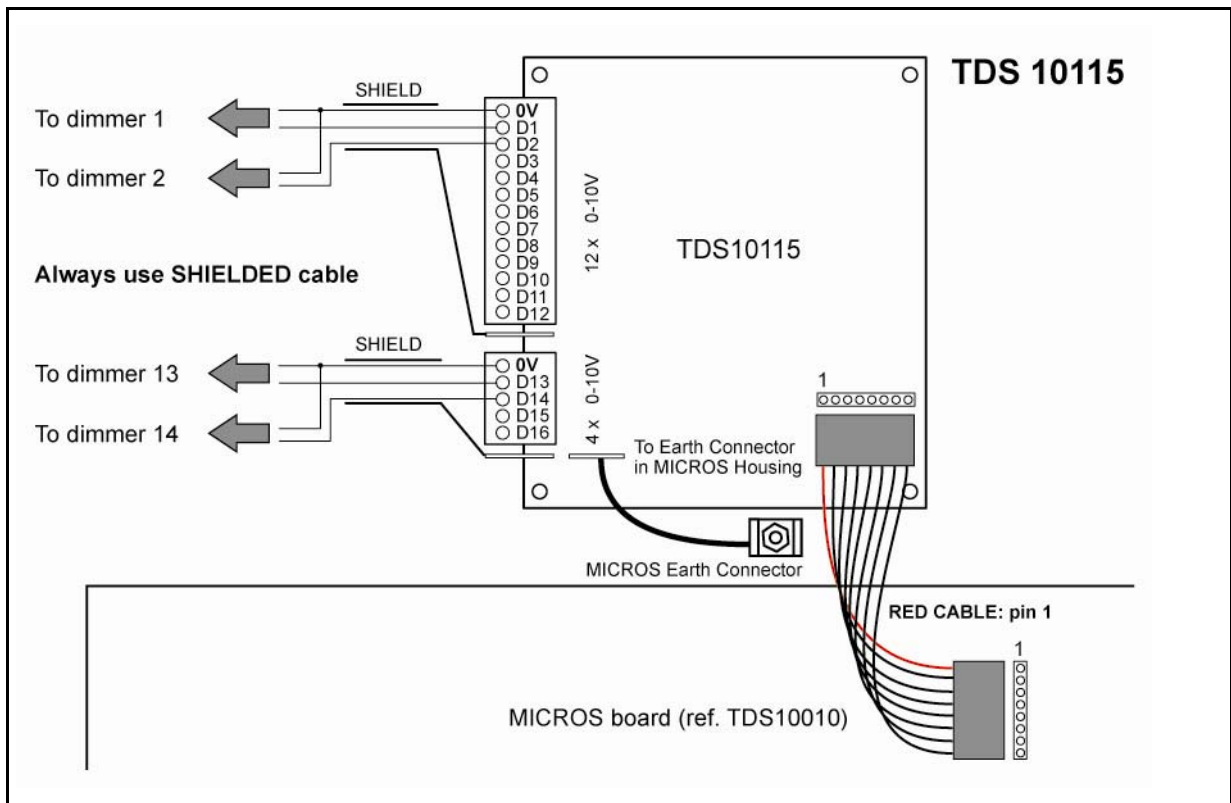 TDS 10115
SHIELD
To dimmer 1
To dimmer 2
0V
D1
D2
D3
D4
D5
D6
D7
D8
D9
D10
D11
D12
12 x 0-10V
TDS10115
Always use SHIELDED cable
SHIELD
To dimmer 13
To dimmer 14
0V
D13
D14
D15
D16
4 x 0-10V
1
To Earth Connector
in MICROS Housing
MICROS Earth Connector
RED CABLE: pin 1
1
MICROS board (ref. TDS10010)